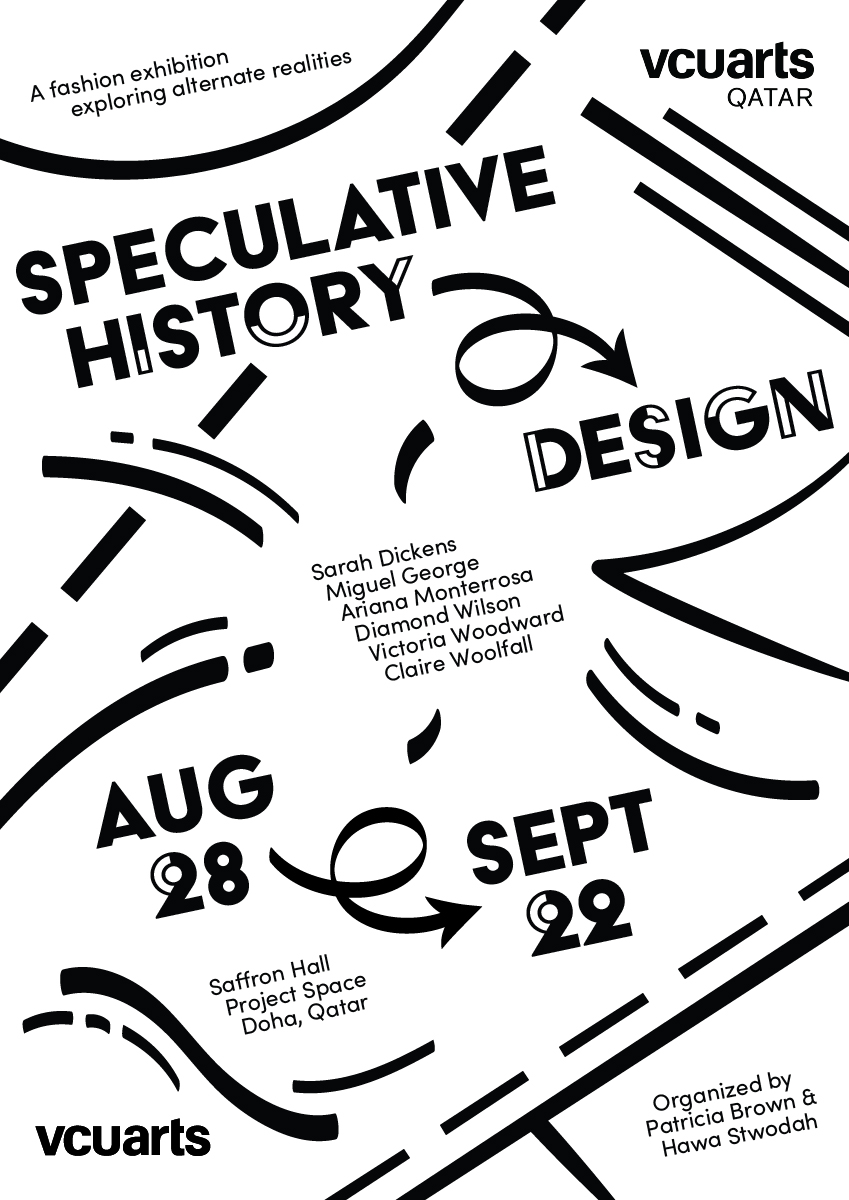 A fashion exhibition
exploring alternate realities
vcuarts
QATAR
SPECULATIVE
HISTORY
DESIGN
Sarah Dickens
Miguel George
Ariana Monterrosa
Diamond Wilson
Victoria Woodward
Claire Woolfall
AUG
28
SEPT
22
Saffron Hall
Project Space
Doha, Qatar
Organized by
Patricia Brown &
Hawa Stwodah
vcuarts